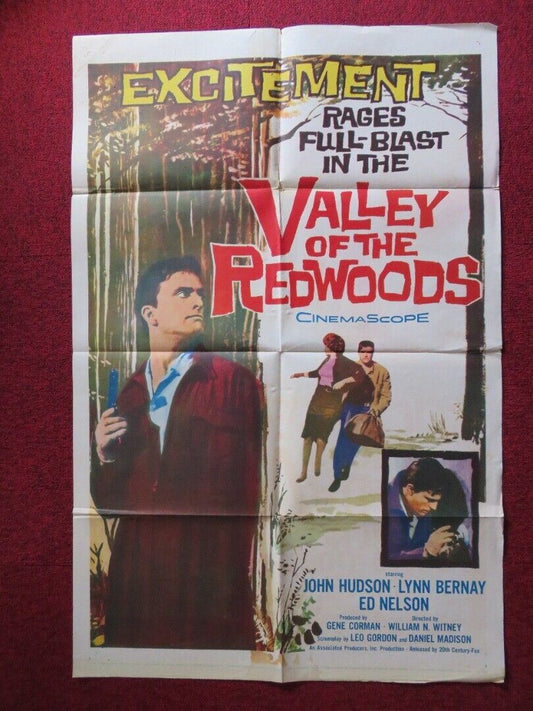 EXCITEMENT
RAGES
FULL-BLAST
IN THE
VALLEY
OF THE
REDWOODS
CINEMASCOPE
starring
JOHN HUDSON · LYNN BERNAY
ED NELSON
Produced by Directed by
GENE CORMAN · WILLIAM N. WITNEY
Screenplay by LEO GORDON and DANIEL MADISON
An Associated Producers, Inc. Production · Released by 20th Century-Fox